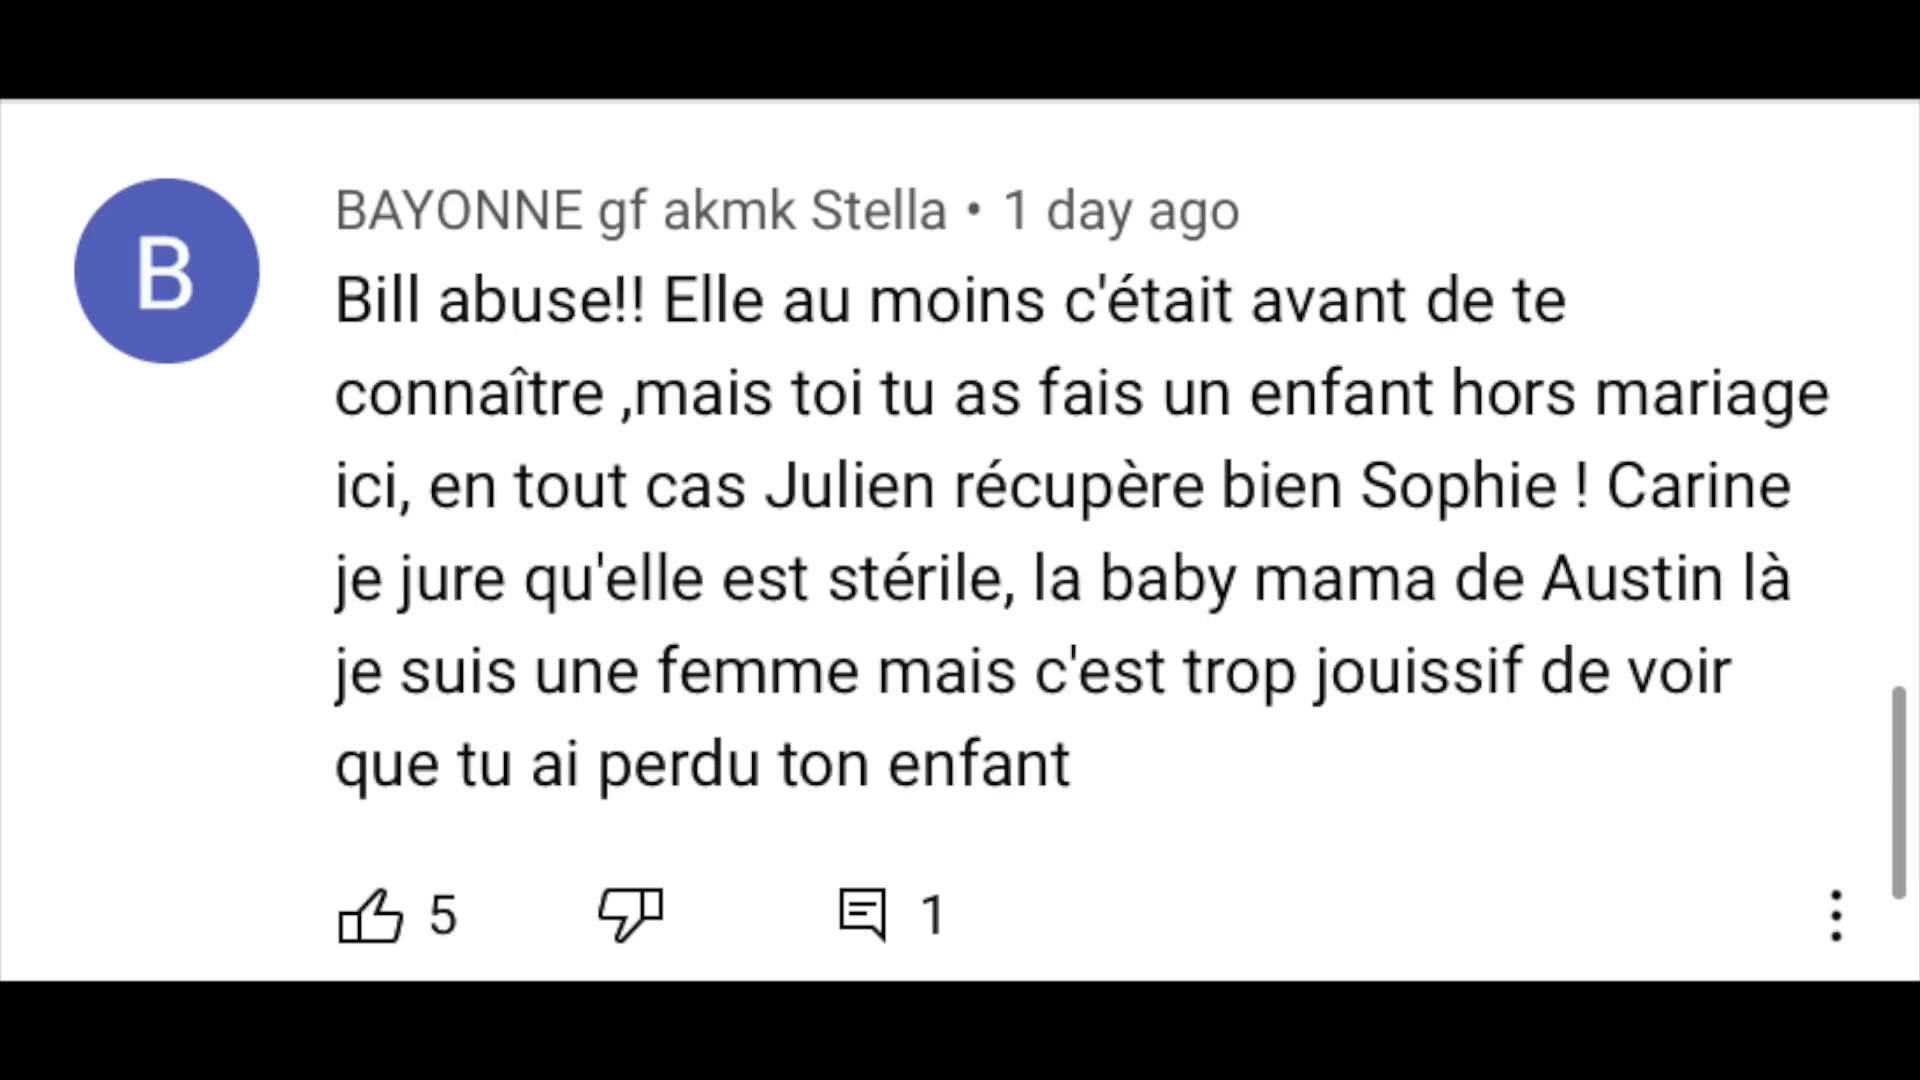 B
BAYONNE gf akmk Stella • 1 day ago
Bill abuse!! Elle au moins c'était avant de te
connaître ,mais toi tu as fais un enfant hors mariage
ici, en tout cas Julien récupère bien Sophie ! Carine
je jure qu'elle est stérile, la baby mama de Austin là
je suis une femme mais c'est trop jouissif de voir
que tu ai perdu ton enfant
5 1